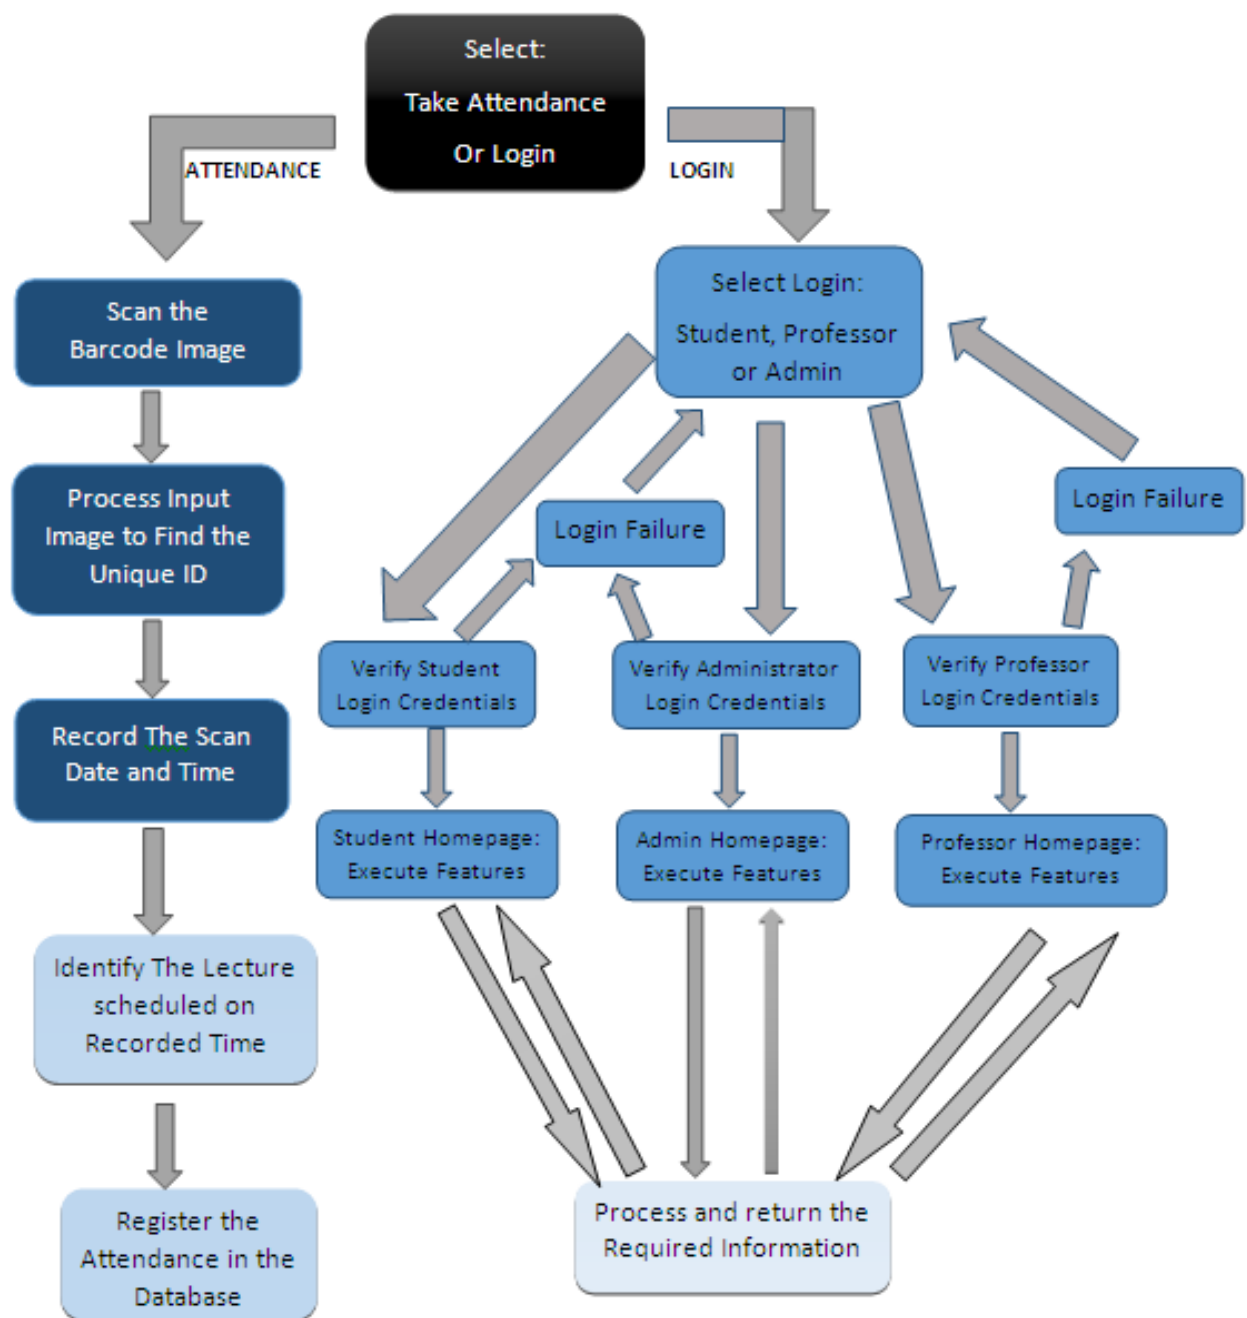 Select:
Take Attendance
Or Login
ATTENDANCE
LOGIN
Scan the
Barcode Image
Process Input
Image to Find the
Unique ID
Record The Scan
Date and Time
Identify The Lecture
scheduled on
Recorded Time
Register the
Attendance in the
Database
Select Login:
Student, Professor
or Admin
Login Failure
Login Failure
Verify Student
Login Credentials
Verify Administrator
Login Credentials
Verify Professor
Login Credentials
Student Homepage:
Execute Features
Admin Homepage:
Execute Features
Professor Homepage:
Execute Features
Process and return the
Required Information